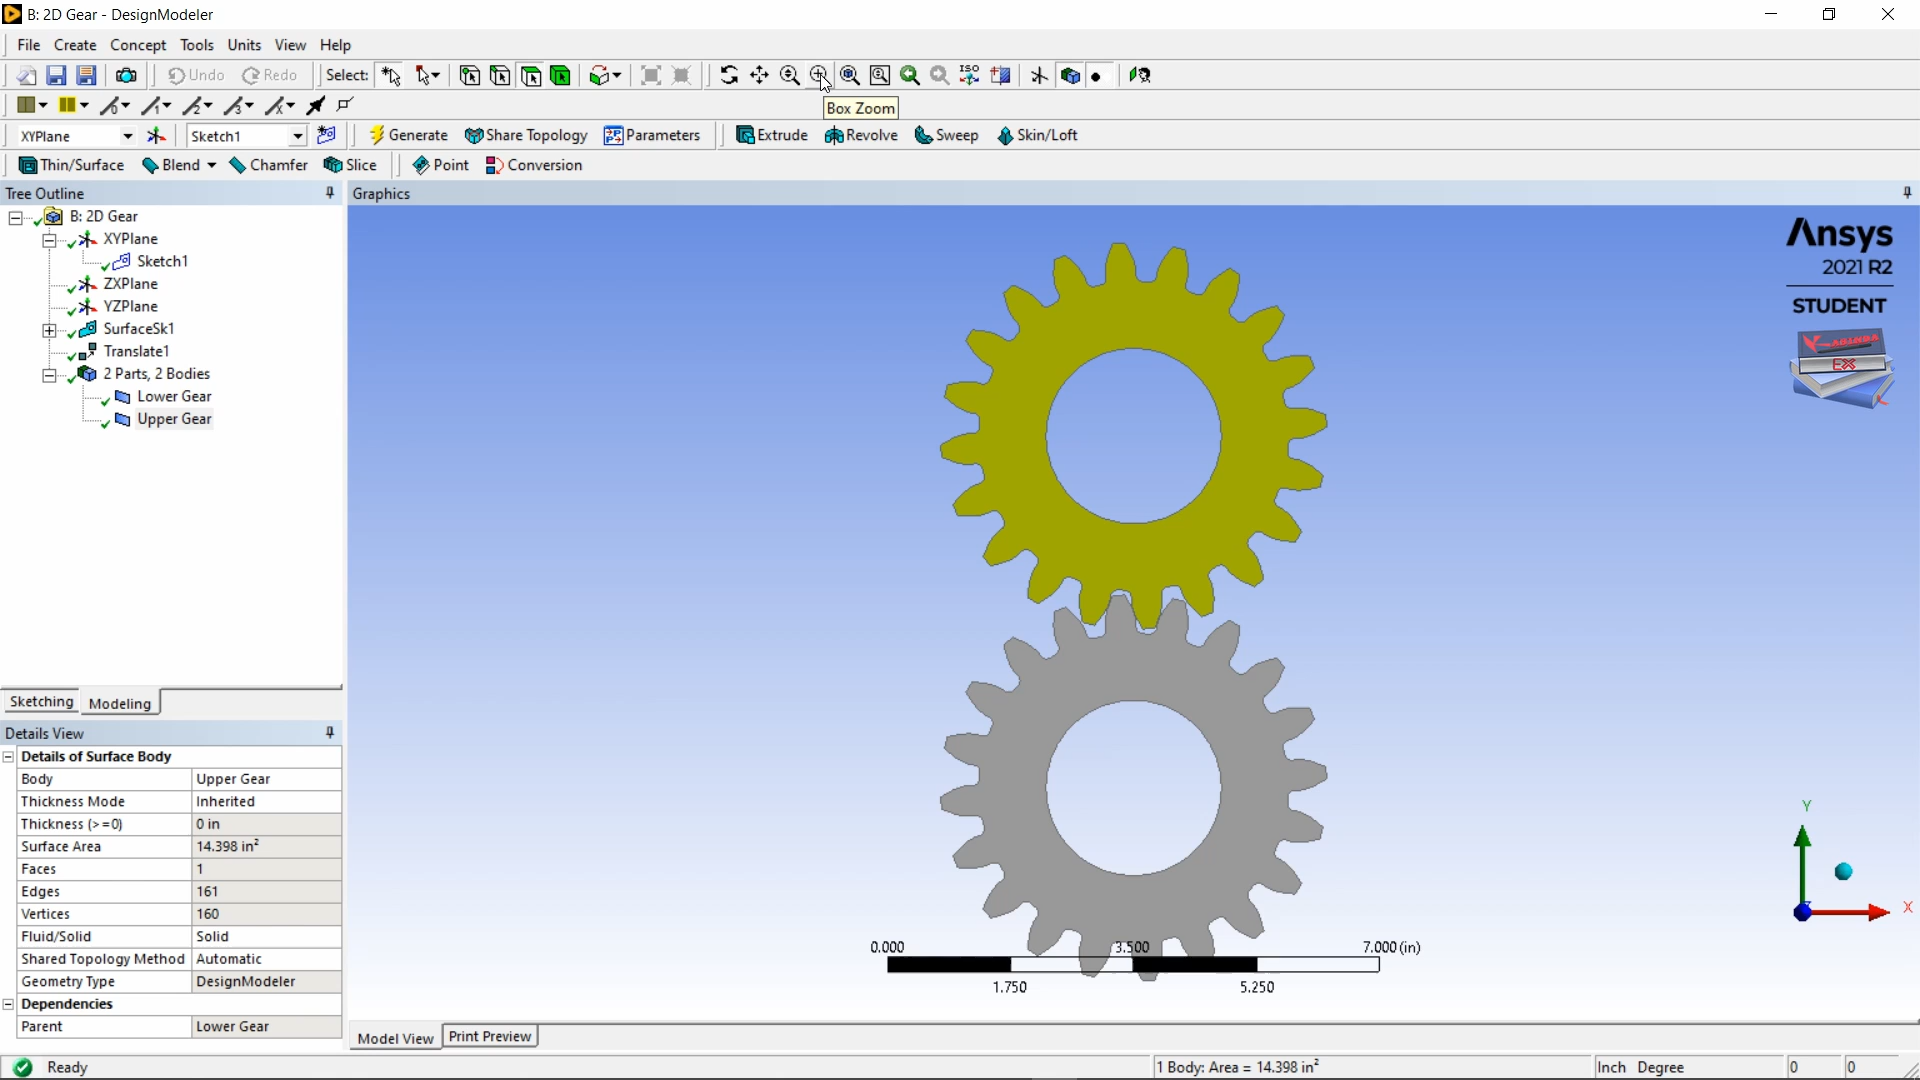 B: 2D Gear - DesignModeler
File Create Concept Tools Units View Help
Undo Redo Select: ISO
Box Zoom
XYPlane Sketch1 Generate Share Topology Parameters Extrude Revolve Sweep Skin/Loft
Thin/Surface Blend Chamfer Slice Point Conversion
Tree Outline
Graphics
B: 2D Gear
XYPlane
Sketch1
ZXPlane
YZPlane
SurfaceSk1
Translate1
2 Parts, 2 Bodies
Lower Gear
Upper Gear
Sketching Modeling
Details View
Details of Surface Body
Body Upper Gear
Thickness Mode Inherited
Thickness (>=0) 0 in
Surface Area 14.398 in²
Faces 1
Edges 161
Vertices 160
Fluid/Solid Solid
Shared Topology Method Automatic
Geometry Type DesignModeler
Dependencies
Parent Lower Gear
Ansys
2021 R2
STUDENT
EX
Y
X
0.000 3.500 7.000 (in)
1.750 5.250
Model View Print Preview
Ready 1 Body: Area = 14.398 in² Inch Degree 0 0